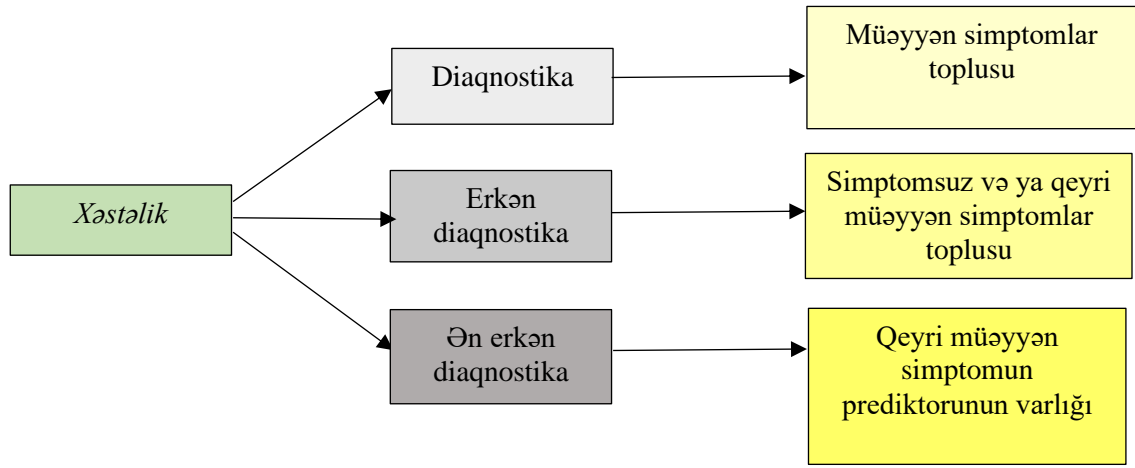 Xəstəlik
Diaqnostika
Müəyyən simptomlar
toplusu
Erkən
diaqnostika
Simptomsuz və ya qeyri
müəyyən simptomlar
toplusu
Ən erkən
diaqnostika
Qeyri müəyyən
simptomun
prediktorunun varlığı